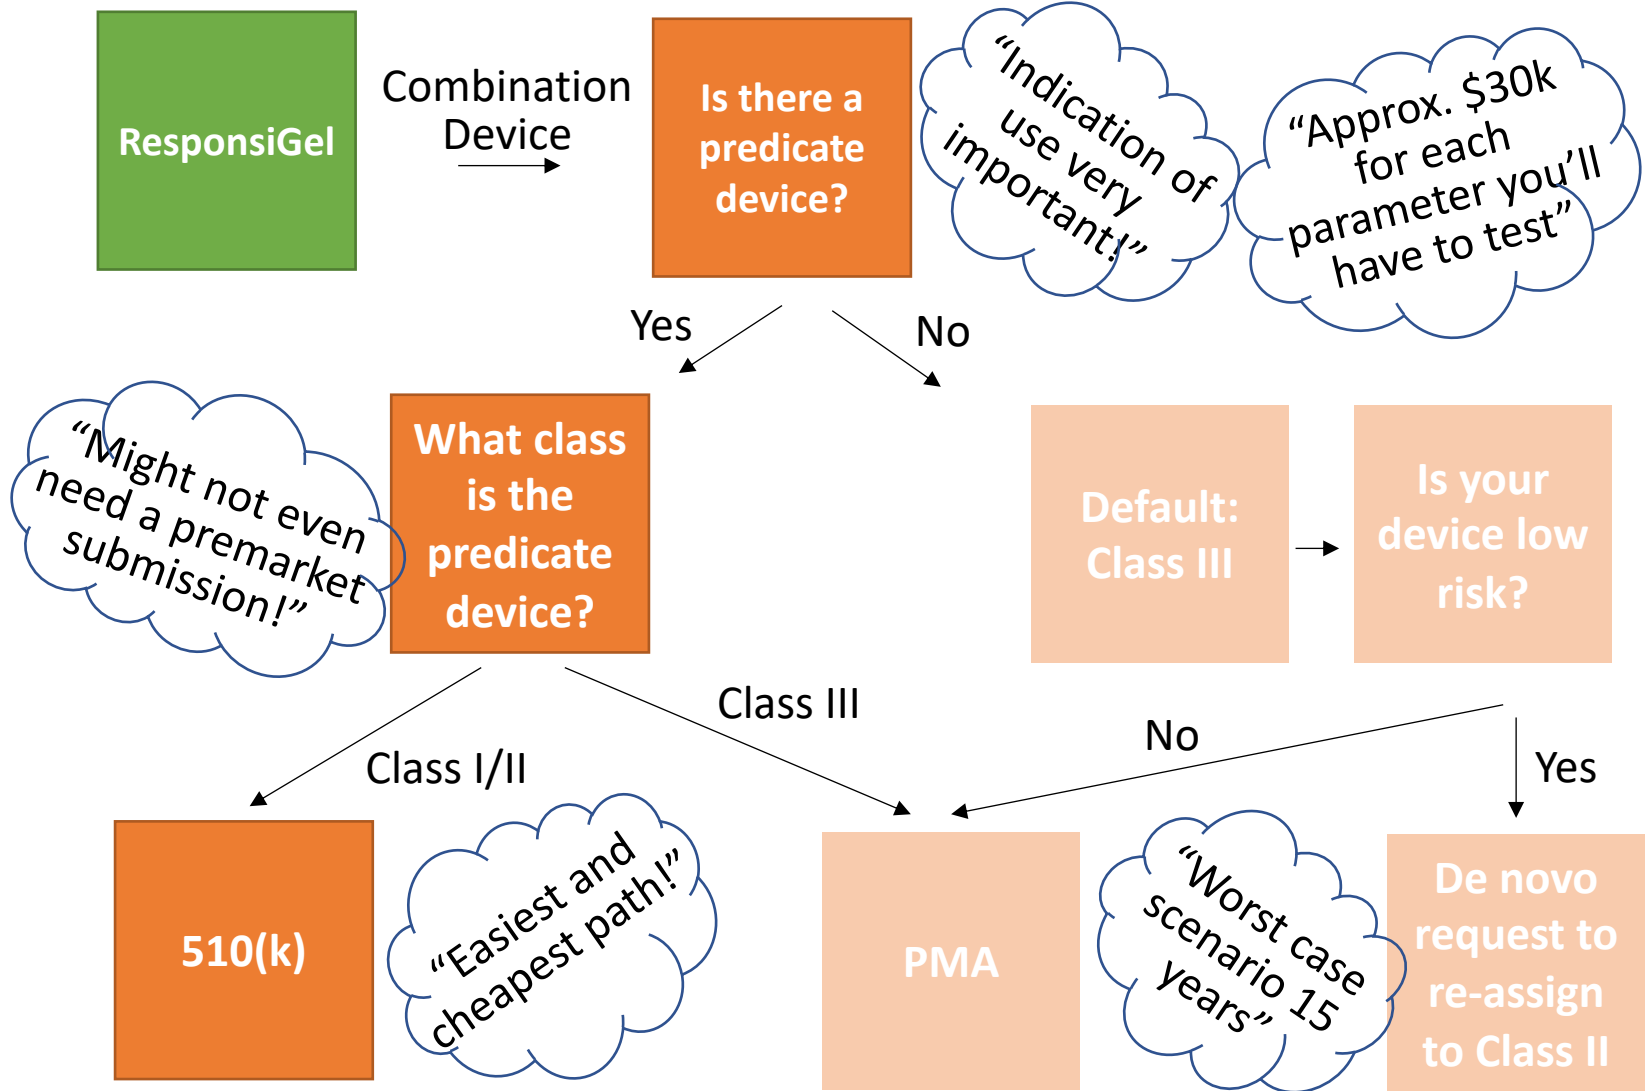 ResponsiGel
Combination
Device
Is there a
predicate
device?
“Indication of
use very
important!”
“Approx. $30k
for each
parameter you’ll
have to test”
Yes
No
“Might not even
need a premarket
submission!”
What class
is the
predicate
device?
Default:
Class III
Is your
device low
risk?
Class I/II
Class III
No
Yes
510(k)
“Easiest and
cheapest path!”
PMA
“Worst case
scenario 15
years”
De novo
request to
re-assign
to Class II